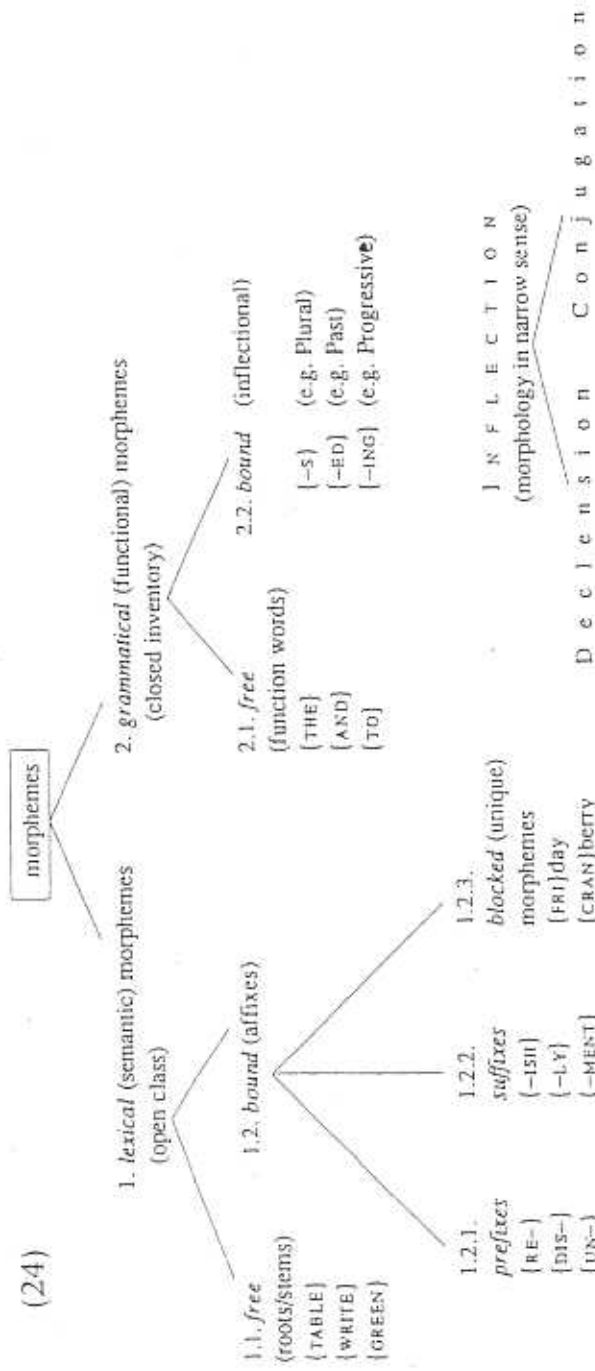 (24)
morphemes
1. lexical (semantic) morphemes
(open class)
2. grammatical (functional) morphemes
(closed inventory)
1.1. free
(roots/stems)
{TABLE}
{WRITE}
{GREEN}
1.2. bound (affixes)
2.1. free
(function words)
{THE}
{AND}
{TO}
2.2. bound (inflectional)
{-S} (e.g. Plural)
{-ED} (e.g. Past)
{-ING} (e.g. Progressive)
1.2.1.
prefixes
{RE-}
{DIS-}
{UN-}
1.2.2.
suffixes
{-ISH}
{-LY}
{-MENT}
1.2.3.
blocked (unique)
morphemes
{FRI}day
{CRAN}berry
INFLECTION
(morphology in narrow sense)
Declension Conjugation